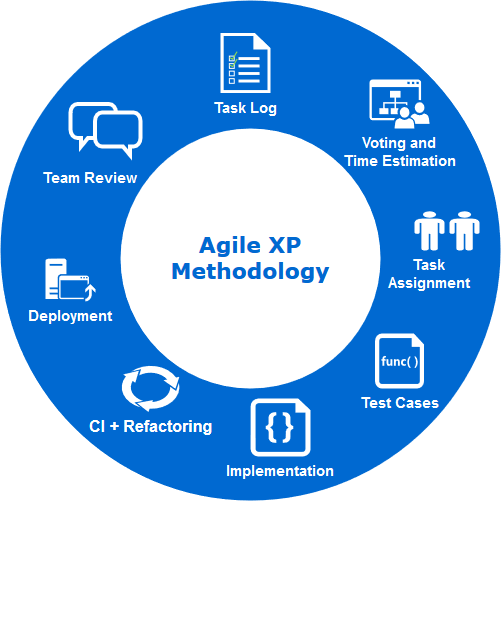 Task Log
Voting and
Time Estimation
Task
Assignment
func( )
Test Cases
{ }
Implementation
CI + Refactoring
Deployment
Team Review
Agile XP
Methodology